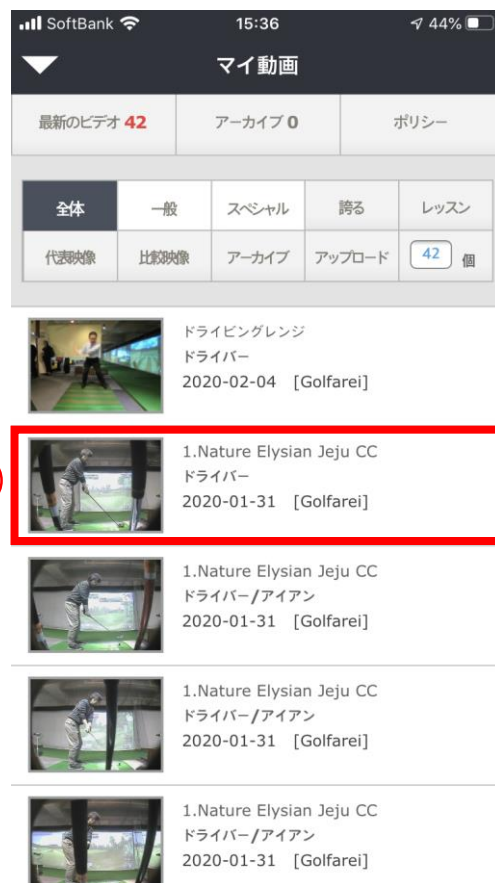 SoftBank 15:36 44%
マイ動画
最新のビデオ 42 アーカイブ 0 ポリシー
全体 一般 スペシャル 誇る レッスン
代表映像 比較映像 アーカイブ アップロード 42 個
ドライビングレンジ
ドライバー
2020-02-04 [Golfarei]
1.Nature Elysian Jeju CC
ドライバー
2020-01-31 [Golfarei]
1.Nature Elysian Jeju CC
ドライバー/アイアン
2020-01-31 [Golfarei]
1.Nature Elysian Jeju CC
ドライバー/アイアン
2020-01-31 [Golfarei]
1.Nature Elysian Jeju CC
ドライバー/アイアン
2020-01-31 [Golfarei]